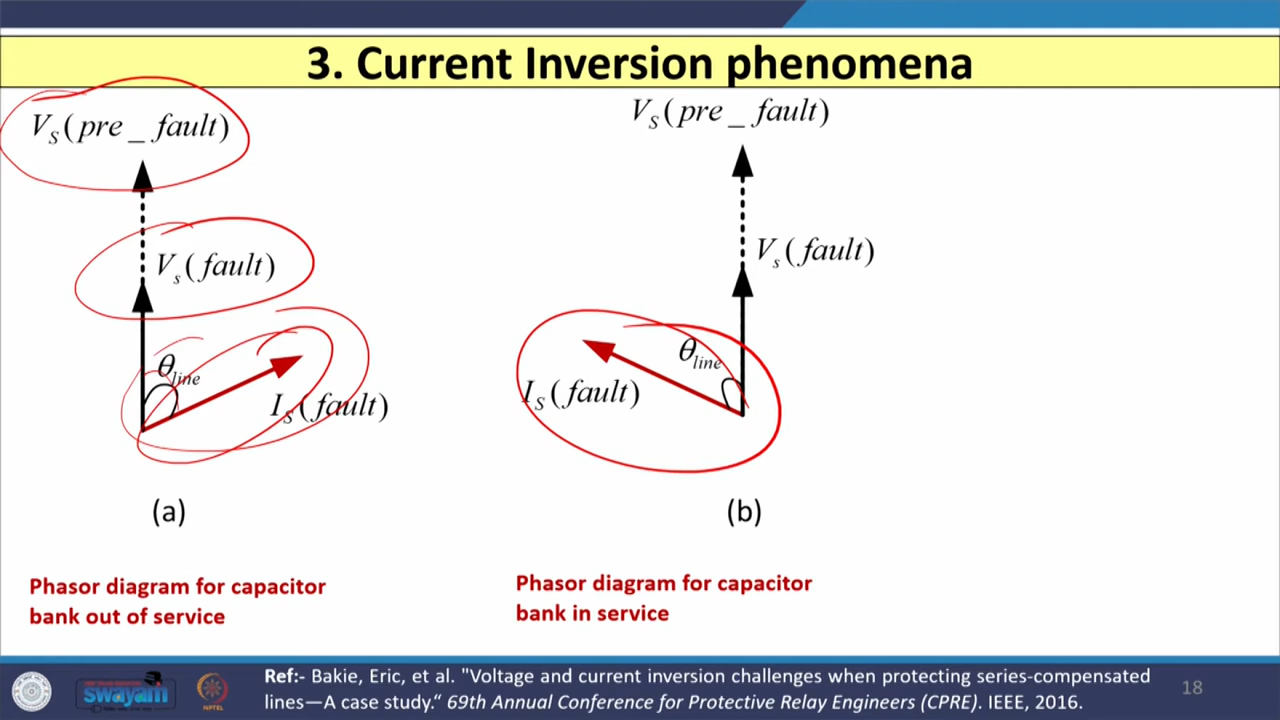 3. Current Inversion phenomena
V_S(pre_fault)
V_s(fault)
θ_line
I_S(fault)
(a)
Phasor diagram for capacitor
bank out of service
V_S(pre_fault)
V_s(fault)
θ_line
I_S(fault)
(b)
Phasor diagram for capacitor
bank in service
swayam
NPTEL
Ref:- Bakie, Eric, et al. "Voltage and current inversion challenges when protecting series-compensated
lines—A case study.“ 69th Annual Conference for Protective Relay Engineers (CPRE). IEEE, 2016.
18